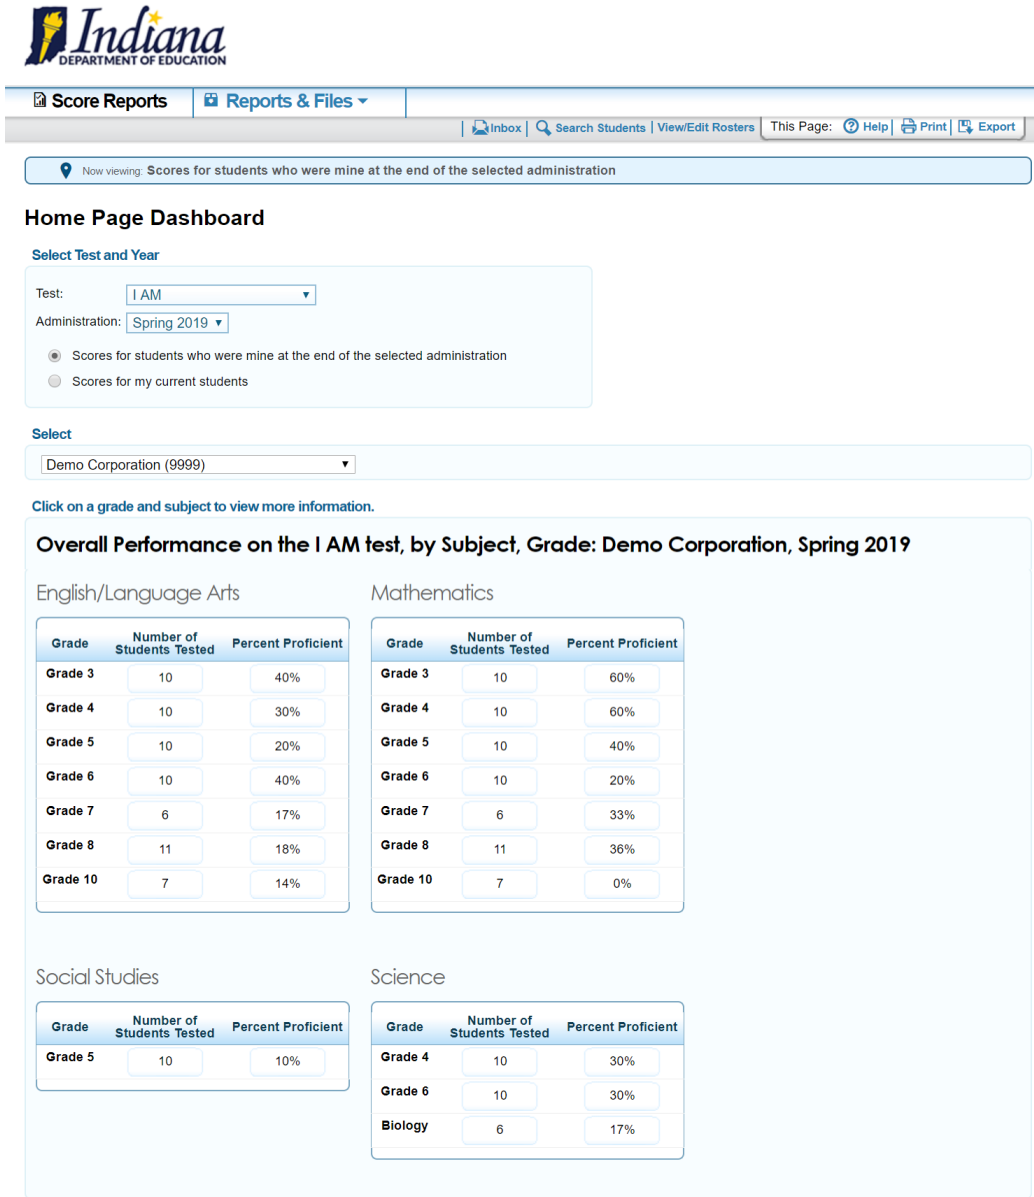 Indiana
DEPARTMENT OF EDUCATION
Score Reports Reports & Files
Inbox Search Students View/Edit Rosters This Page: Help Print Export
Now viewing: Scores for students who were mine at the end of the selected administration
Home Page Dashboard
Select Test and Year
Test: I AM
Administration: Spring 2019
Scores for students who were mine at the end of the selected administration
Scores for my current students
Select
Demo Corporation (9999)
Click on a grade and subject to view more information.
Overall Performance on the I AM test, by Subject, Grade: Demo Corporation, Spring 2019
English/Language Arts
Grade Number of Students Tested Percent Proficient
Grade 3 10 40%
Grade 4 10 30%
Grade 5 10 20%
Grade 6 10 40%
Grade 7 6 17%
Grade 8 11 18%
Grade 10 7 14%
Mathematics
Grade Number of Students Tested Percent Proficient
Grade 3 10 60%
Grade 4 10 60%
Grade 5 10 40%
Grade 6 10 20%
Grade 7 6 33%
Grade 8 11 36%
Grade 10 7 0%
Social Studies
Grade Number of Students Tested Percent Proficient
Grade 5 10 10%
Science
Grade Number of Students Tested Percent Proficient
Grade 4 10 30%
Grade 6 10 30%
Biology 6 17%